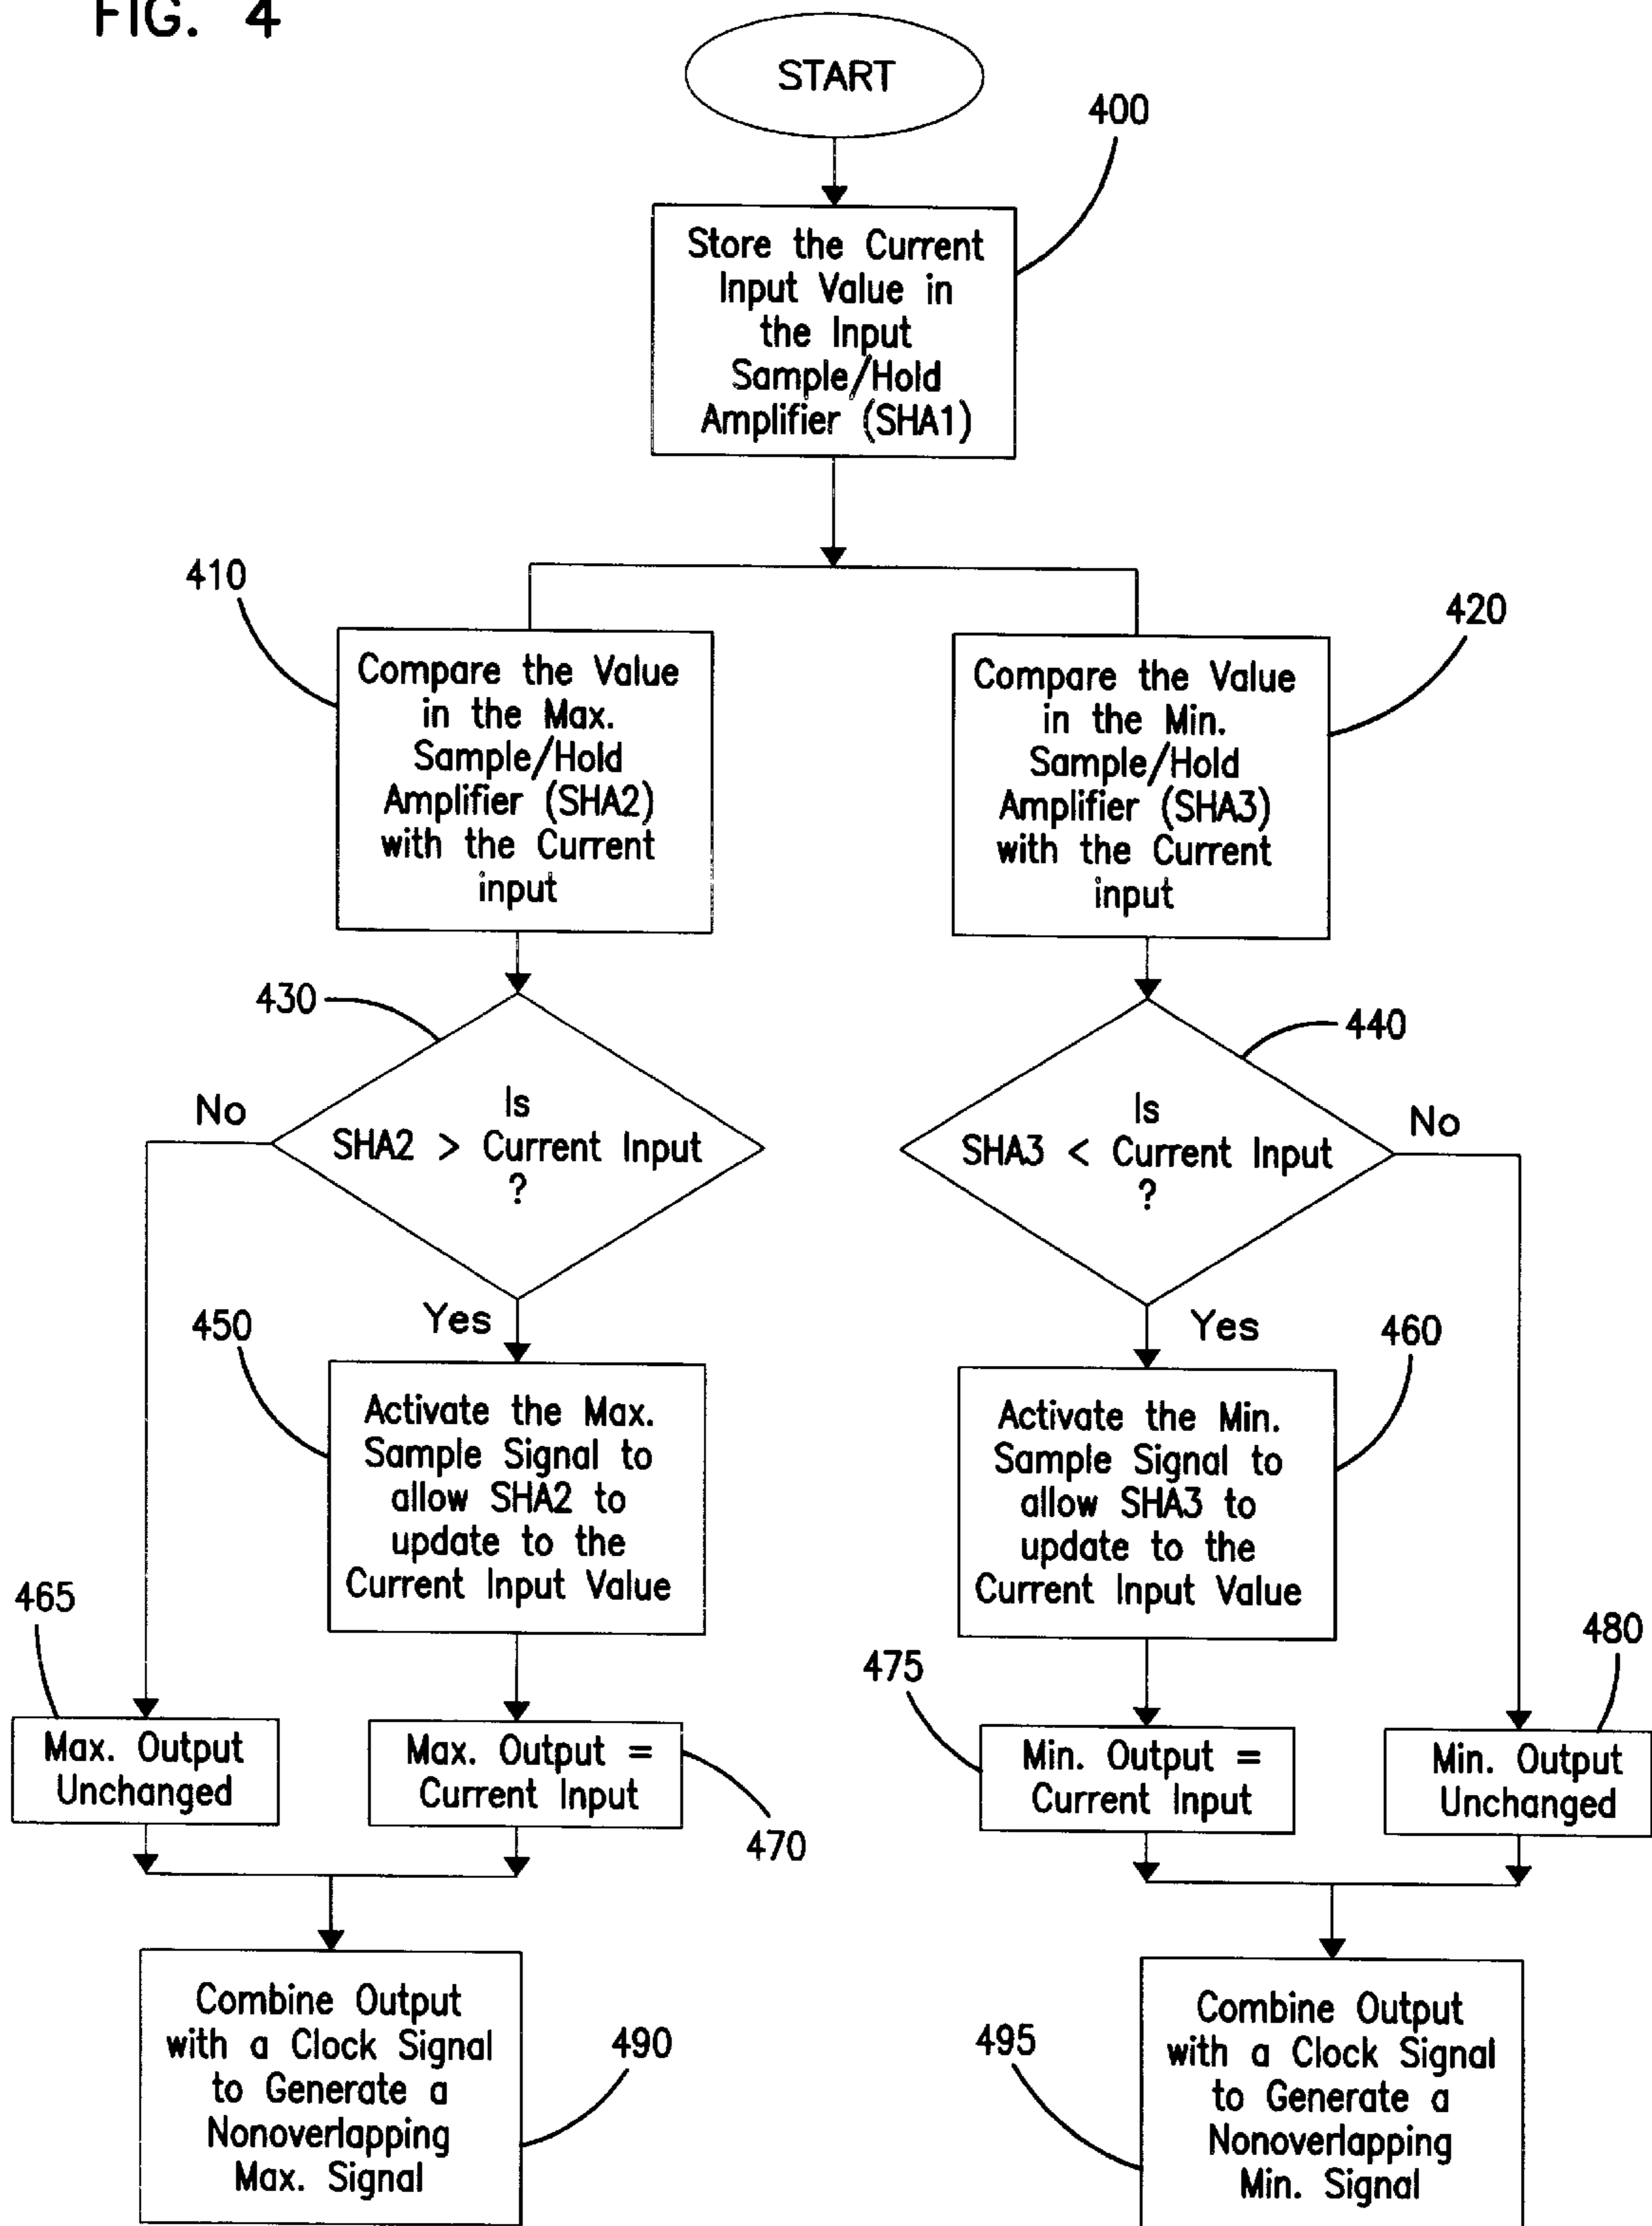 FIG. 4
START
400
Store the Current
Input Value in
the Input
Sample/Hold
Amplifier (SHA1)
410
Compare the Value
in the Max.
Sample/Hold
Amplifier (SHA2)
with the Current
input
420
Compare the Value
in the Min.
Sample/Hold
Amplifier (SHA3)
with the Current
input
430
No
Is
SHA2 > Current Input
?
Yes
440
No
Is
SHA3 < Current Input
?
Yes
450
Activate the Max.
Sample Signal to
allow SHA2 to
update to the
Current Input Value
460
Activate the Min.
Sample Signal to
allow SHA3 to
update to the
Current Input Value
465
Max. Output
Unchanged
Max. Output =
Current Input
470
475
Min. Output =
Current Input
480
Min. Output
Unchanged
Combine Output
with a Clock Signal
to Generate a
Nonoverlapping
Max. Signal
490
495
Combine Output
with a Clock Signal
to Generate a
Nonoverlapping
Min. Signal